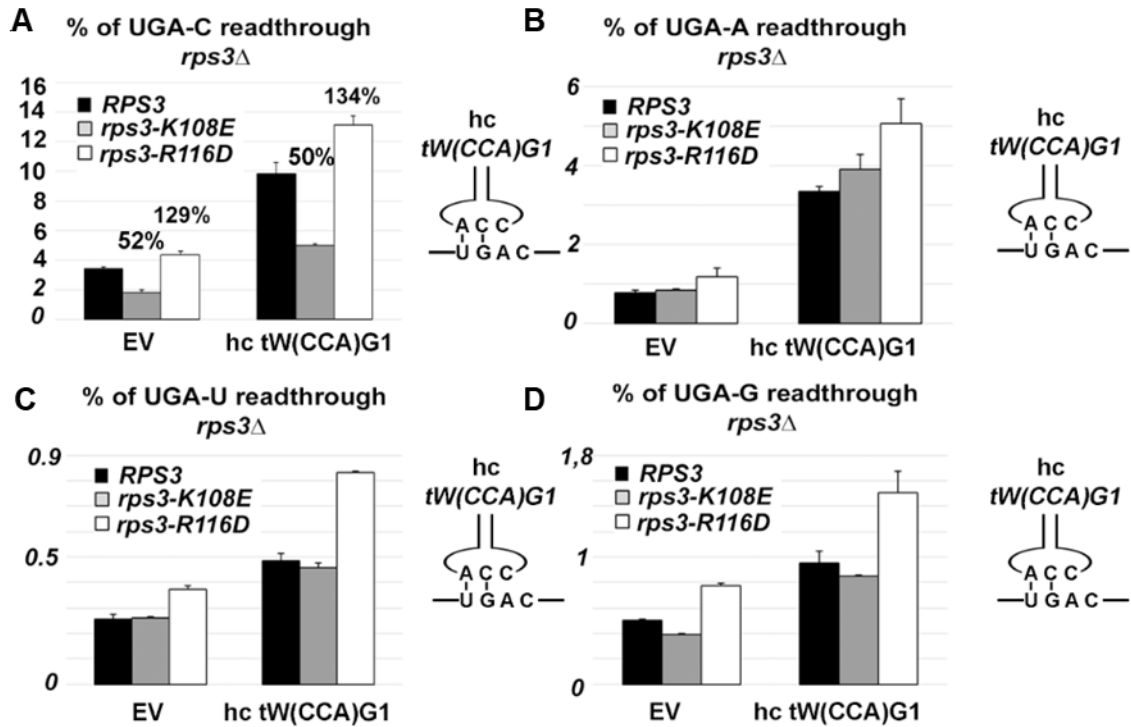 A
% of UGA-C readthrough
rps3Δ
16
14
12
10
8
6
4
2
0
RPS3
rps3-K108E
rps3-R116D
52%
129%
50%
134%
EV
hc tW(CCA)G1
hc
tW(CCA)G1
A C C
U G A C
B
% of UGA-A readthrough
rps3Δ
6
4
2
0
RPS3
rps3-K108E
rps3-R116D
EV
hc tW(CCA)G1
hc
tW(CCA)G1
A C C
U G A C
C
% of UGA-U readthrough
rps3Δ
0.9
0.5
0
RPS3
rps3-K108E
rps3-R116D
EV
hc tW(CCA)G1
hc
tW(CCA)G1
A C C
U G A C
D
% of UGA-G readthrough
rps3Δ
1,8
1
0
RPS3
rps3-K108E
rps3-R116D
EV
hc tW(CCA)G1
hc
tW(CCA)G1
A C C
U G A C